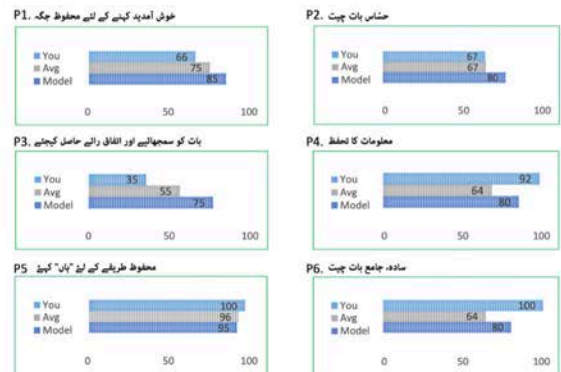 P1. خوش آمدید کہنے کے لئے محفوظ جگہ
You 66
Avg 75
Model 85
0 50 100
P2. حسّاس بات چیت
You 67
Avg 67
Model 80
0 50 100
P3. بات کو سمجھائیے اور اتفاق رائے حاصل کیجئے
You 35
Avg 55
Model 75
0 50 100
P4. معلومات کا تحفظ
You 92
Avg 64
Model 80
0 50 100
P5 محفوظ طریقے کے لئے "ہاں" کہئے
You 100
Avg 96
Model 95
0 50 100
P6. سادہ، جامع بات چیت
You 100
Avg 64
Model 80
0 50 100